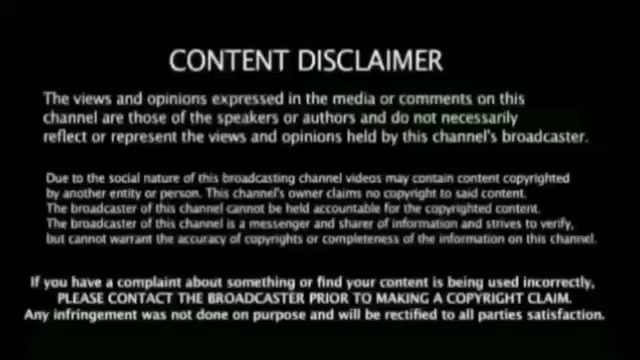 CONTENT DISCLAIMER
The views and opinions expressed in the media or comments on this
channel are those of the speakers or authors and do not necessarily
reflect or represent the views and opinions held by this channel's broadcaster.
Due to the social nature of this broadcasting channel videos may contain content copyrighted
by another entity or person. This channel's owner claims no copyright to said content.
The broadcaster of this channel cannot be held accountable for the copyrighted content.
The broadcaster of this channel is a messenger and sharer of information and strives to verify,
but cannot warrant the accuracy of copyrights or completeness of the information on this channel.
If you have a complaint about something or find your content is being used incorrectly,
PLEASE CONTACT THE BROADCASTER PRIOR TO MAKING A COPYRIGHT CLAIM.
Any infringement was not done on purpose and will be rectified to all parties satisfaction.